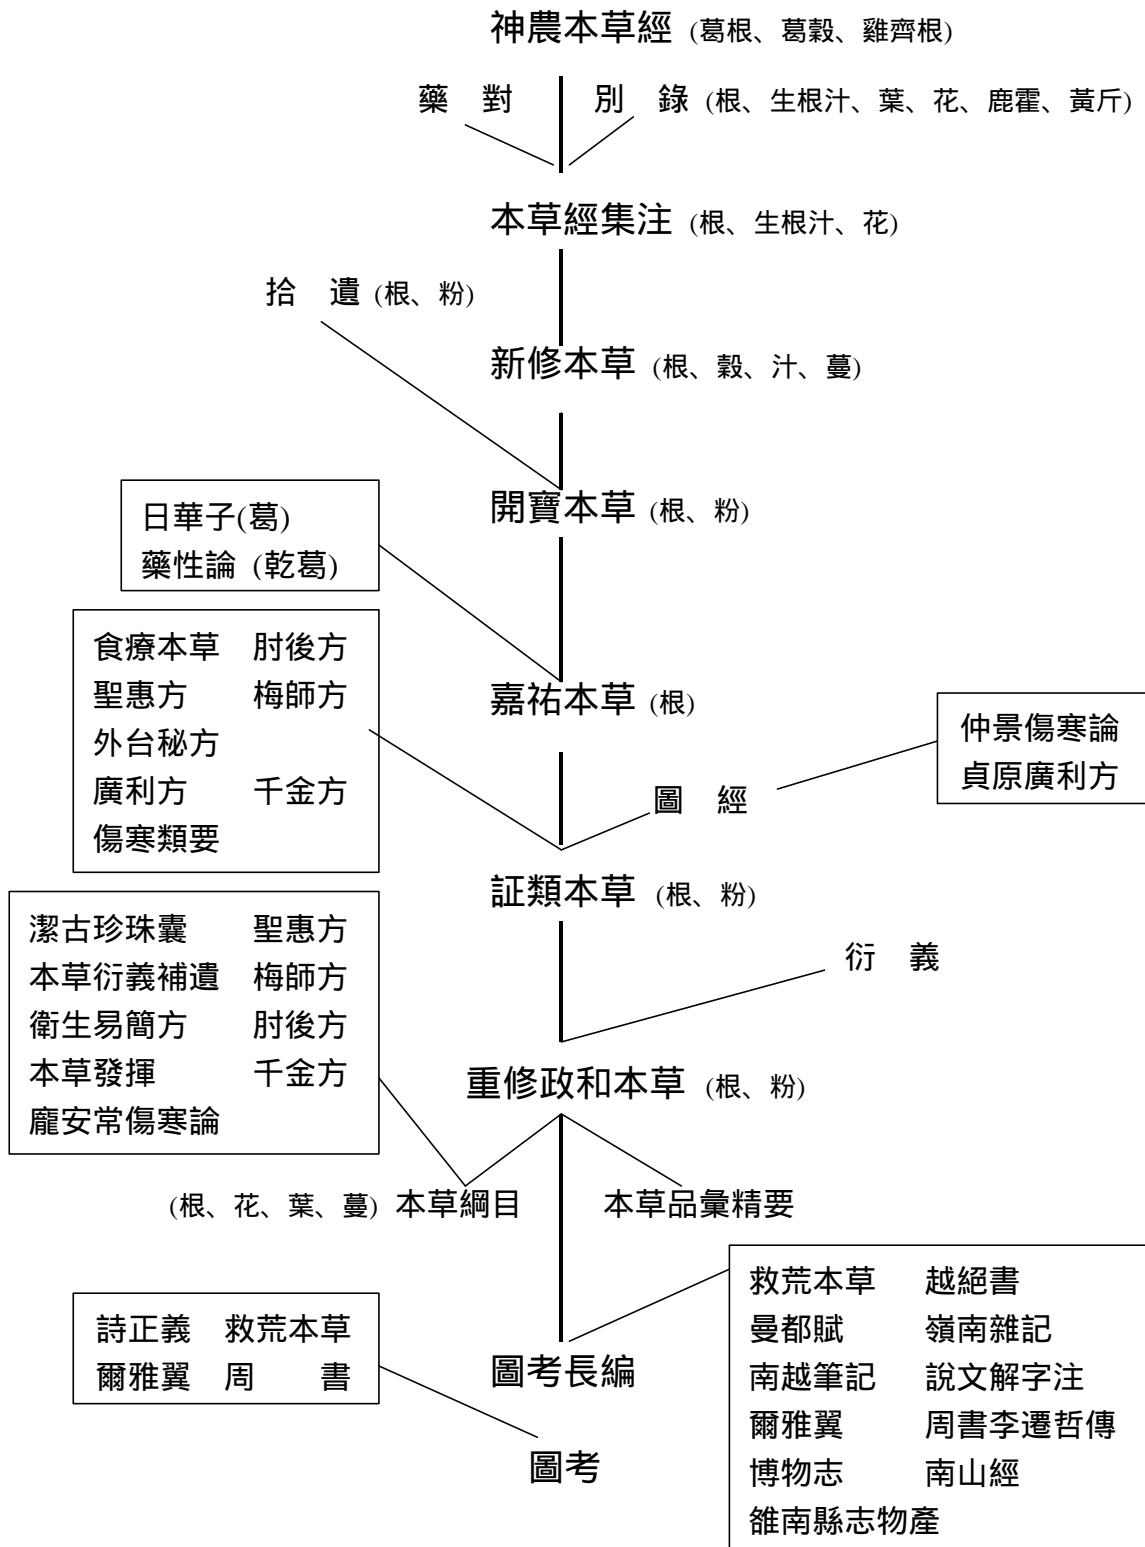 神農本草經 (葛根、葛穀、雞齊根)
藥 對
別 錄 (根、生根汁、葉、花、鹿霍、黃斤)
本草經集注 (根、生根汁、花)
拾 遺 (根、粉)
新修本草 (根、穀、汁、蔓)
開寶本草 (根、粉)
日華子(葛)
藥性論 (乾葛)
食療本草 肘後方
聖惠方 梅師方
外台秘方
廣利方 千金方
傷寒類要
嘉祐本草 (根)
仲景傷寒論
貞原廣利方
圖 經
証類本草 (根、粉)
潔古珍珠囊 聖惠方
本草衍義補遺 梅師方
衛生易簡方 肘後方
本草發揮 千金方
龐安常傷寒論
衍 義
重修政和本草 (根、粉)
(根、花、葉、蔓) 本草綱目
本草品彙精要
救荒本草 越絕書
曼都賦 嶺南雜記
南越筆記 說文解字注
爾雅翼 周書李遷哲傳
博物志 南山經
雒南縣志物產
詩正義 救荒本草
爾雅翼 周 書
圖考長編
圖考